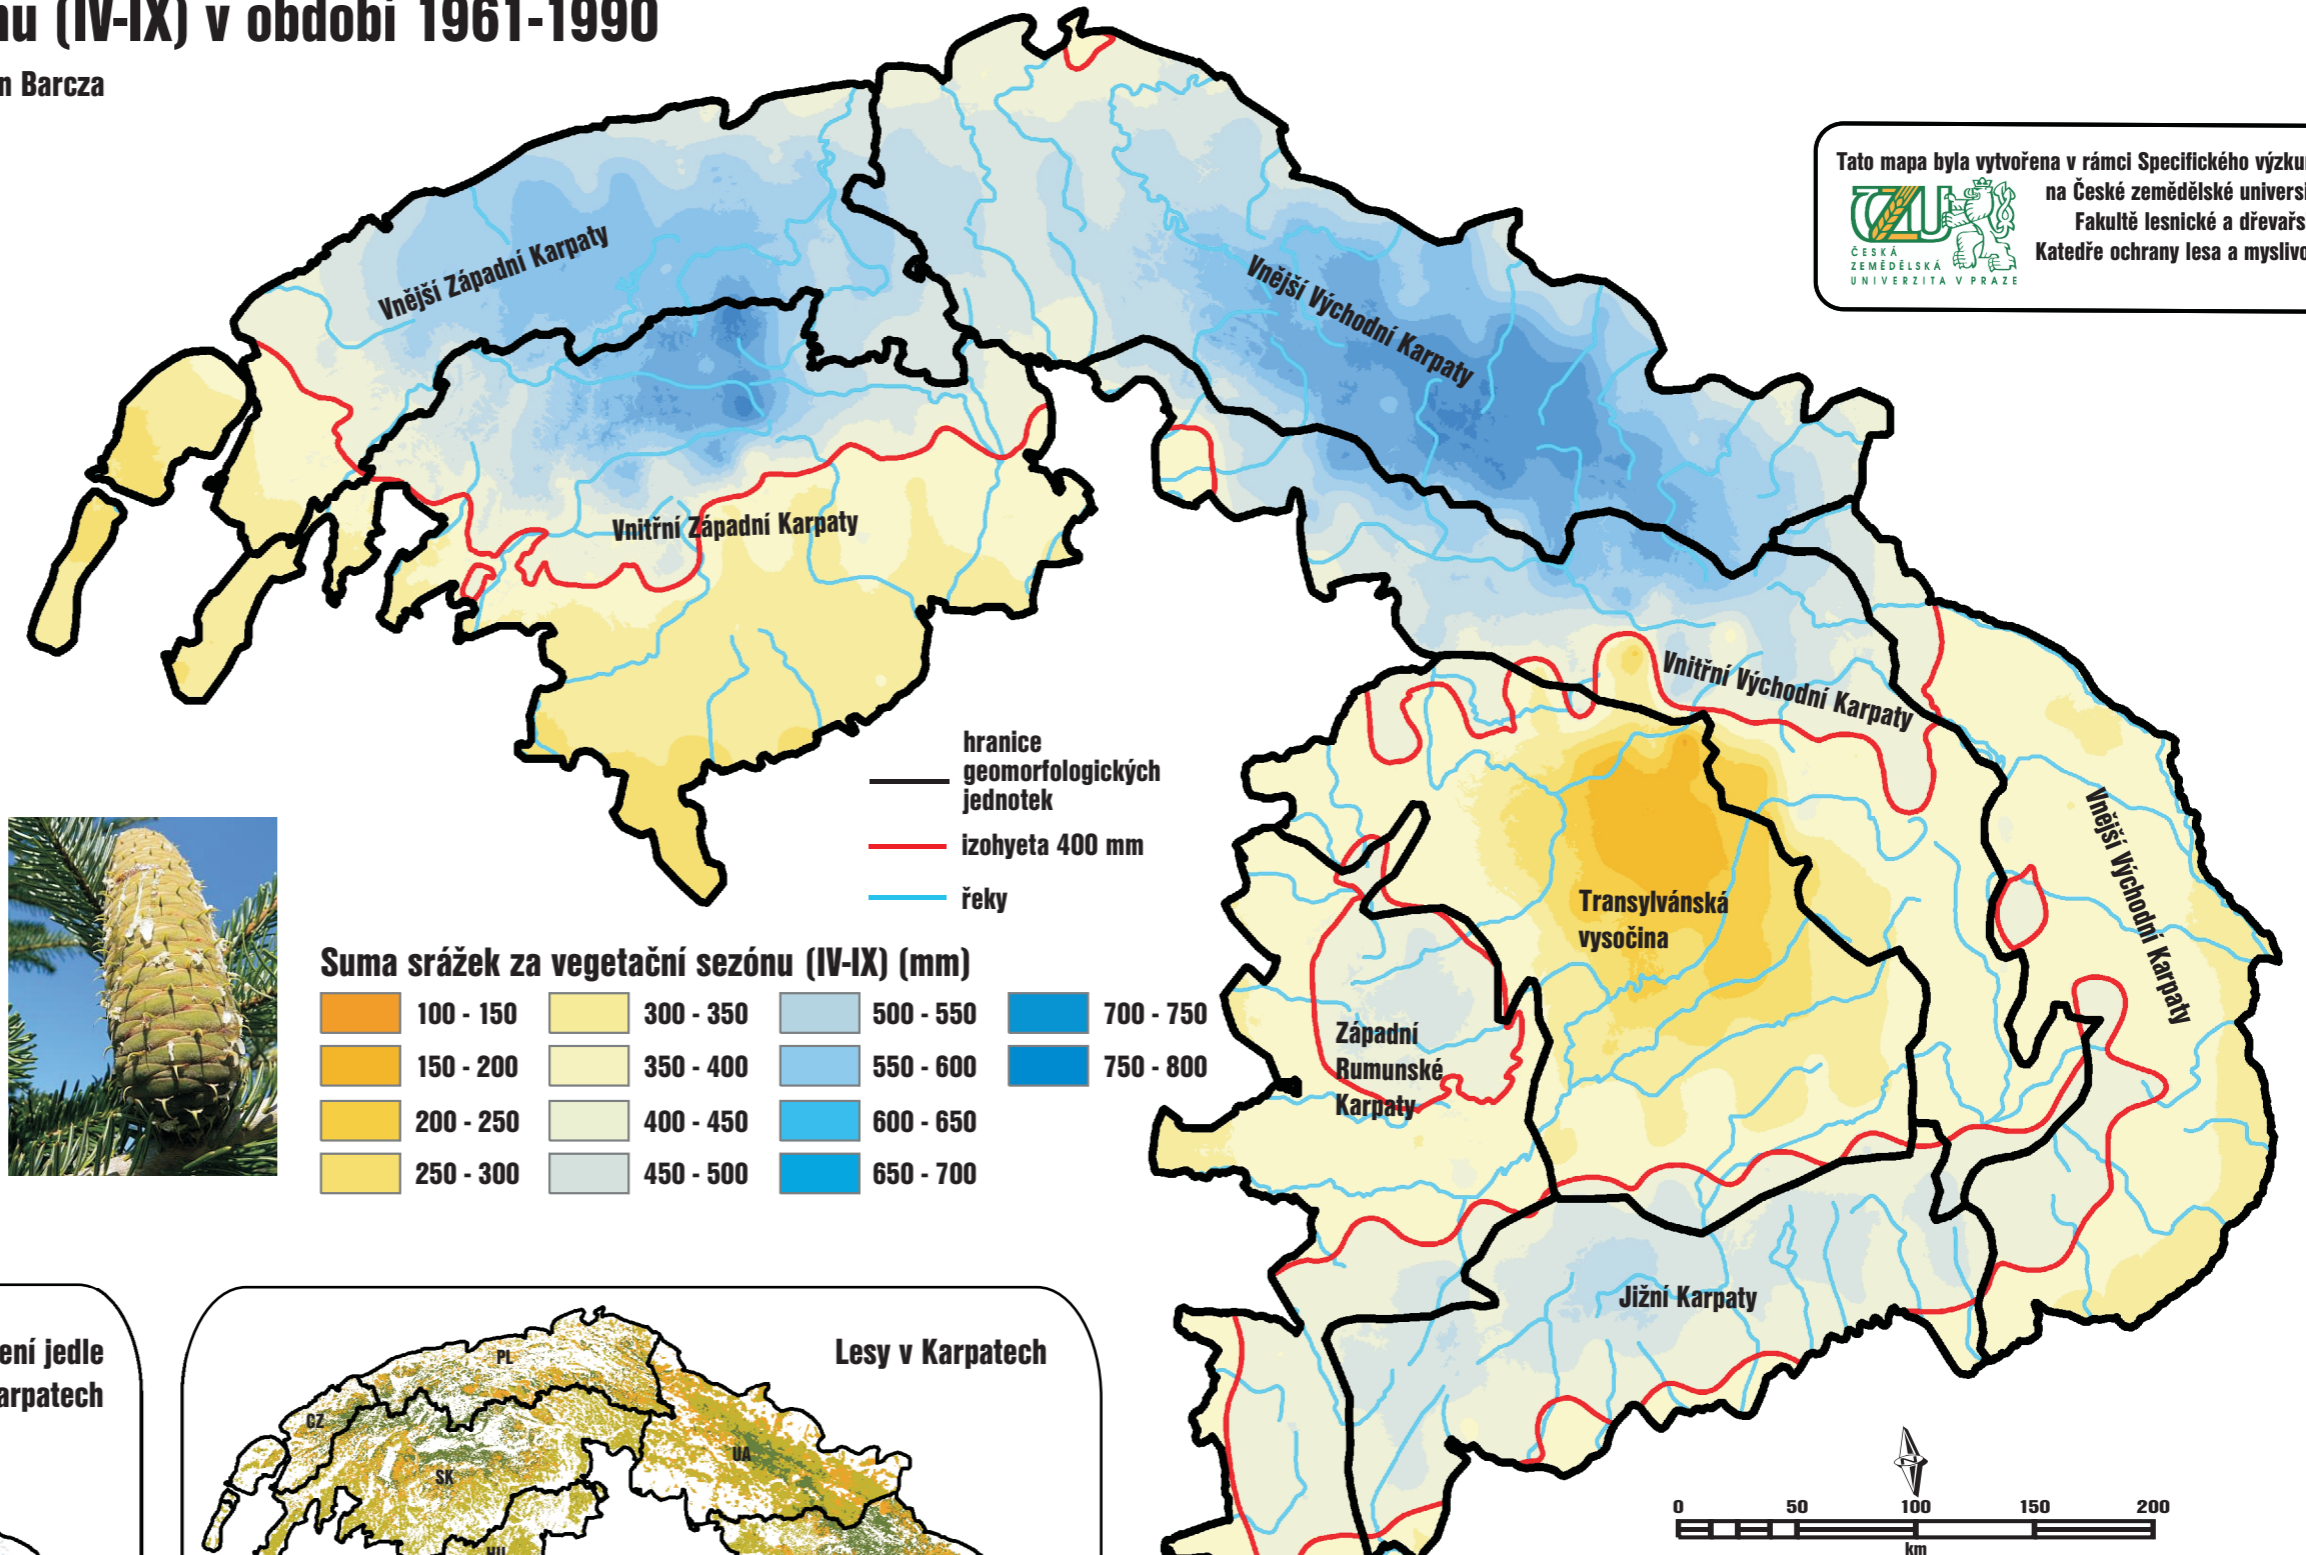 nu (IV-IX) v období 1961-1990
n Barcza
Tato mapa byla vytvořena v rámci Specifického
na České zemědělské
Fakultě lesnické a
Katedře ochrany lesa a
ČZU
ČESKÁ
ZEMĚDĚLSKÁ
UNIVERZITA V PRAZE
Vnější Západní Karpaty
Vnější Východní Karpaty
Vnitřní Západní Karpaty
Vnitřní Východní Karpaty
Vnější Východní Karpaty
Transylvánská
vysočina
Západní
Rumunské
Karpaty
Jižní Karpaty
hranice
geomorfologických
jednotek
izohyeta 400 mm
řeky
Suma srážek za vegetační sezónu (IV-IX) (mm)
100 - 150
150 - 200
200 - 250
250 - 300
300 - 350
350 - 400
400 - 450
450 - 500
500 - 550
550 - 600
600 - 650
650 - 700
700 - 750
750 - 800
ení jedle
arpatech
Lesy v Karpatech
PL
CZ
SK
UA
HU
0 50 100 150 200
km